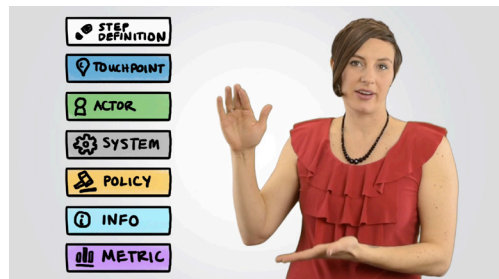 STEP
DEFINITION
TOUCHPOINT
ACTOR
SYSTEM
POLICY
INFO
METRIC